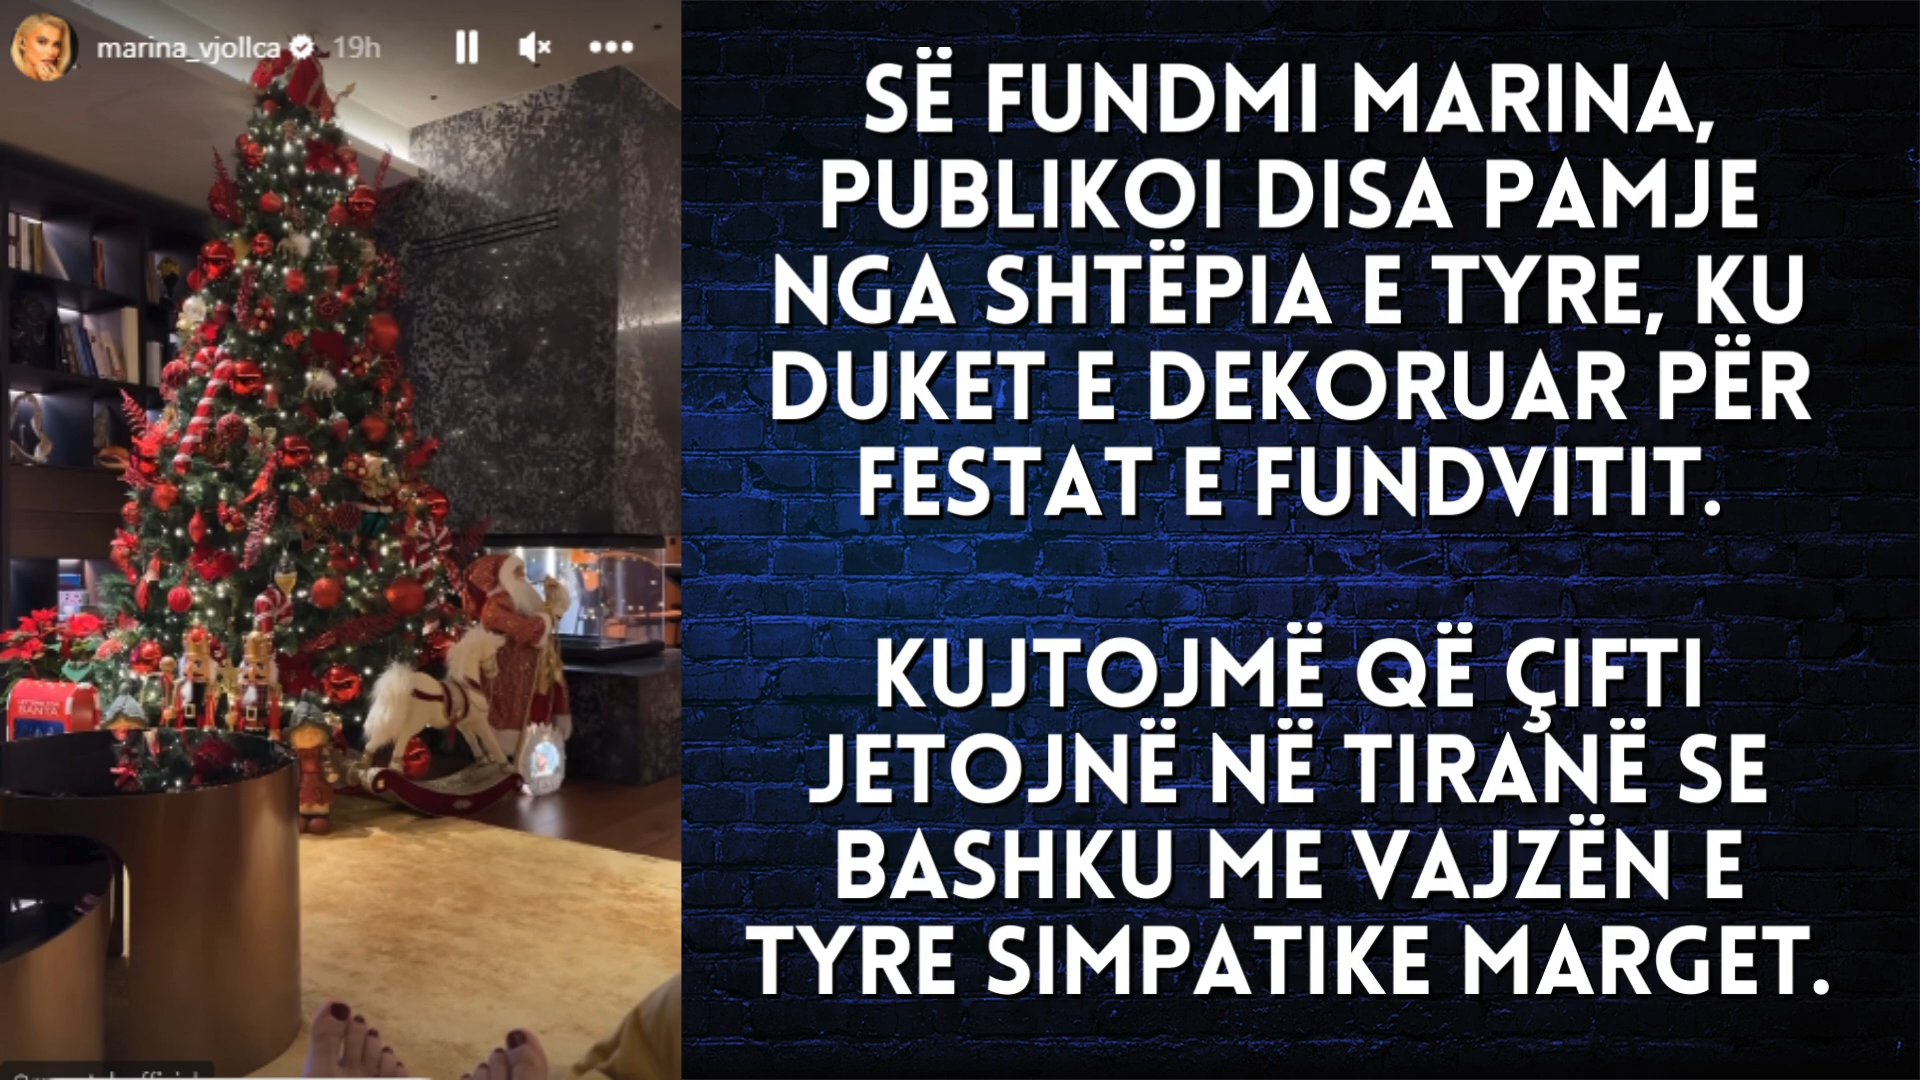 marina_vjollca 19h
SANTA
SË FUNDMI MARINA,
PUBLIKOI DISA PAMJE
NGA SHTËPIA E TYRE, KU
DUKET E DEKORUAR PËR
FESTAT E FUNDVITIT.
KUJTOJMË QË ÇIFTI
JETOJNË NË TIRANË SE
BASHKU ME VAJZËN E
TYRE SIMPATIKE MARGET.